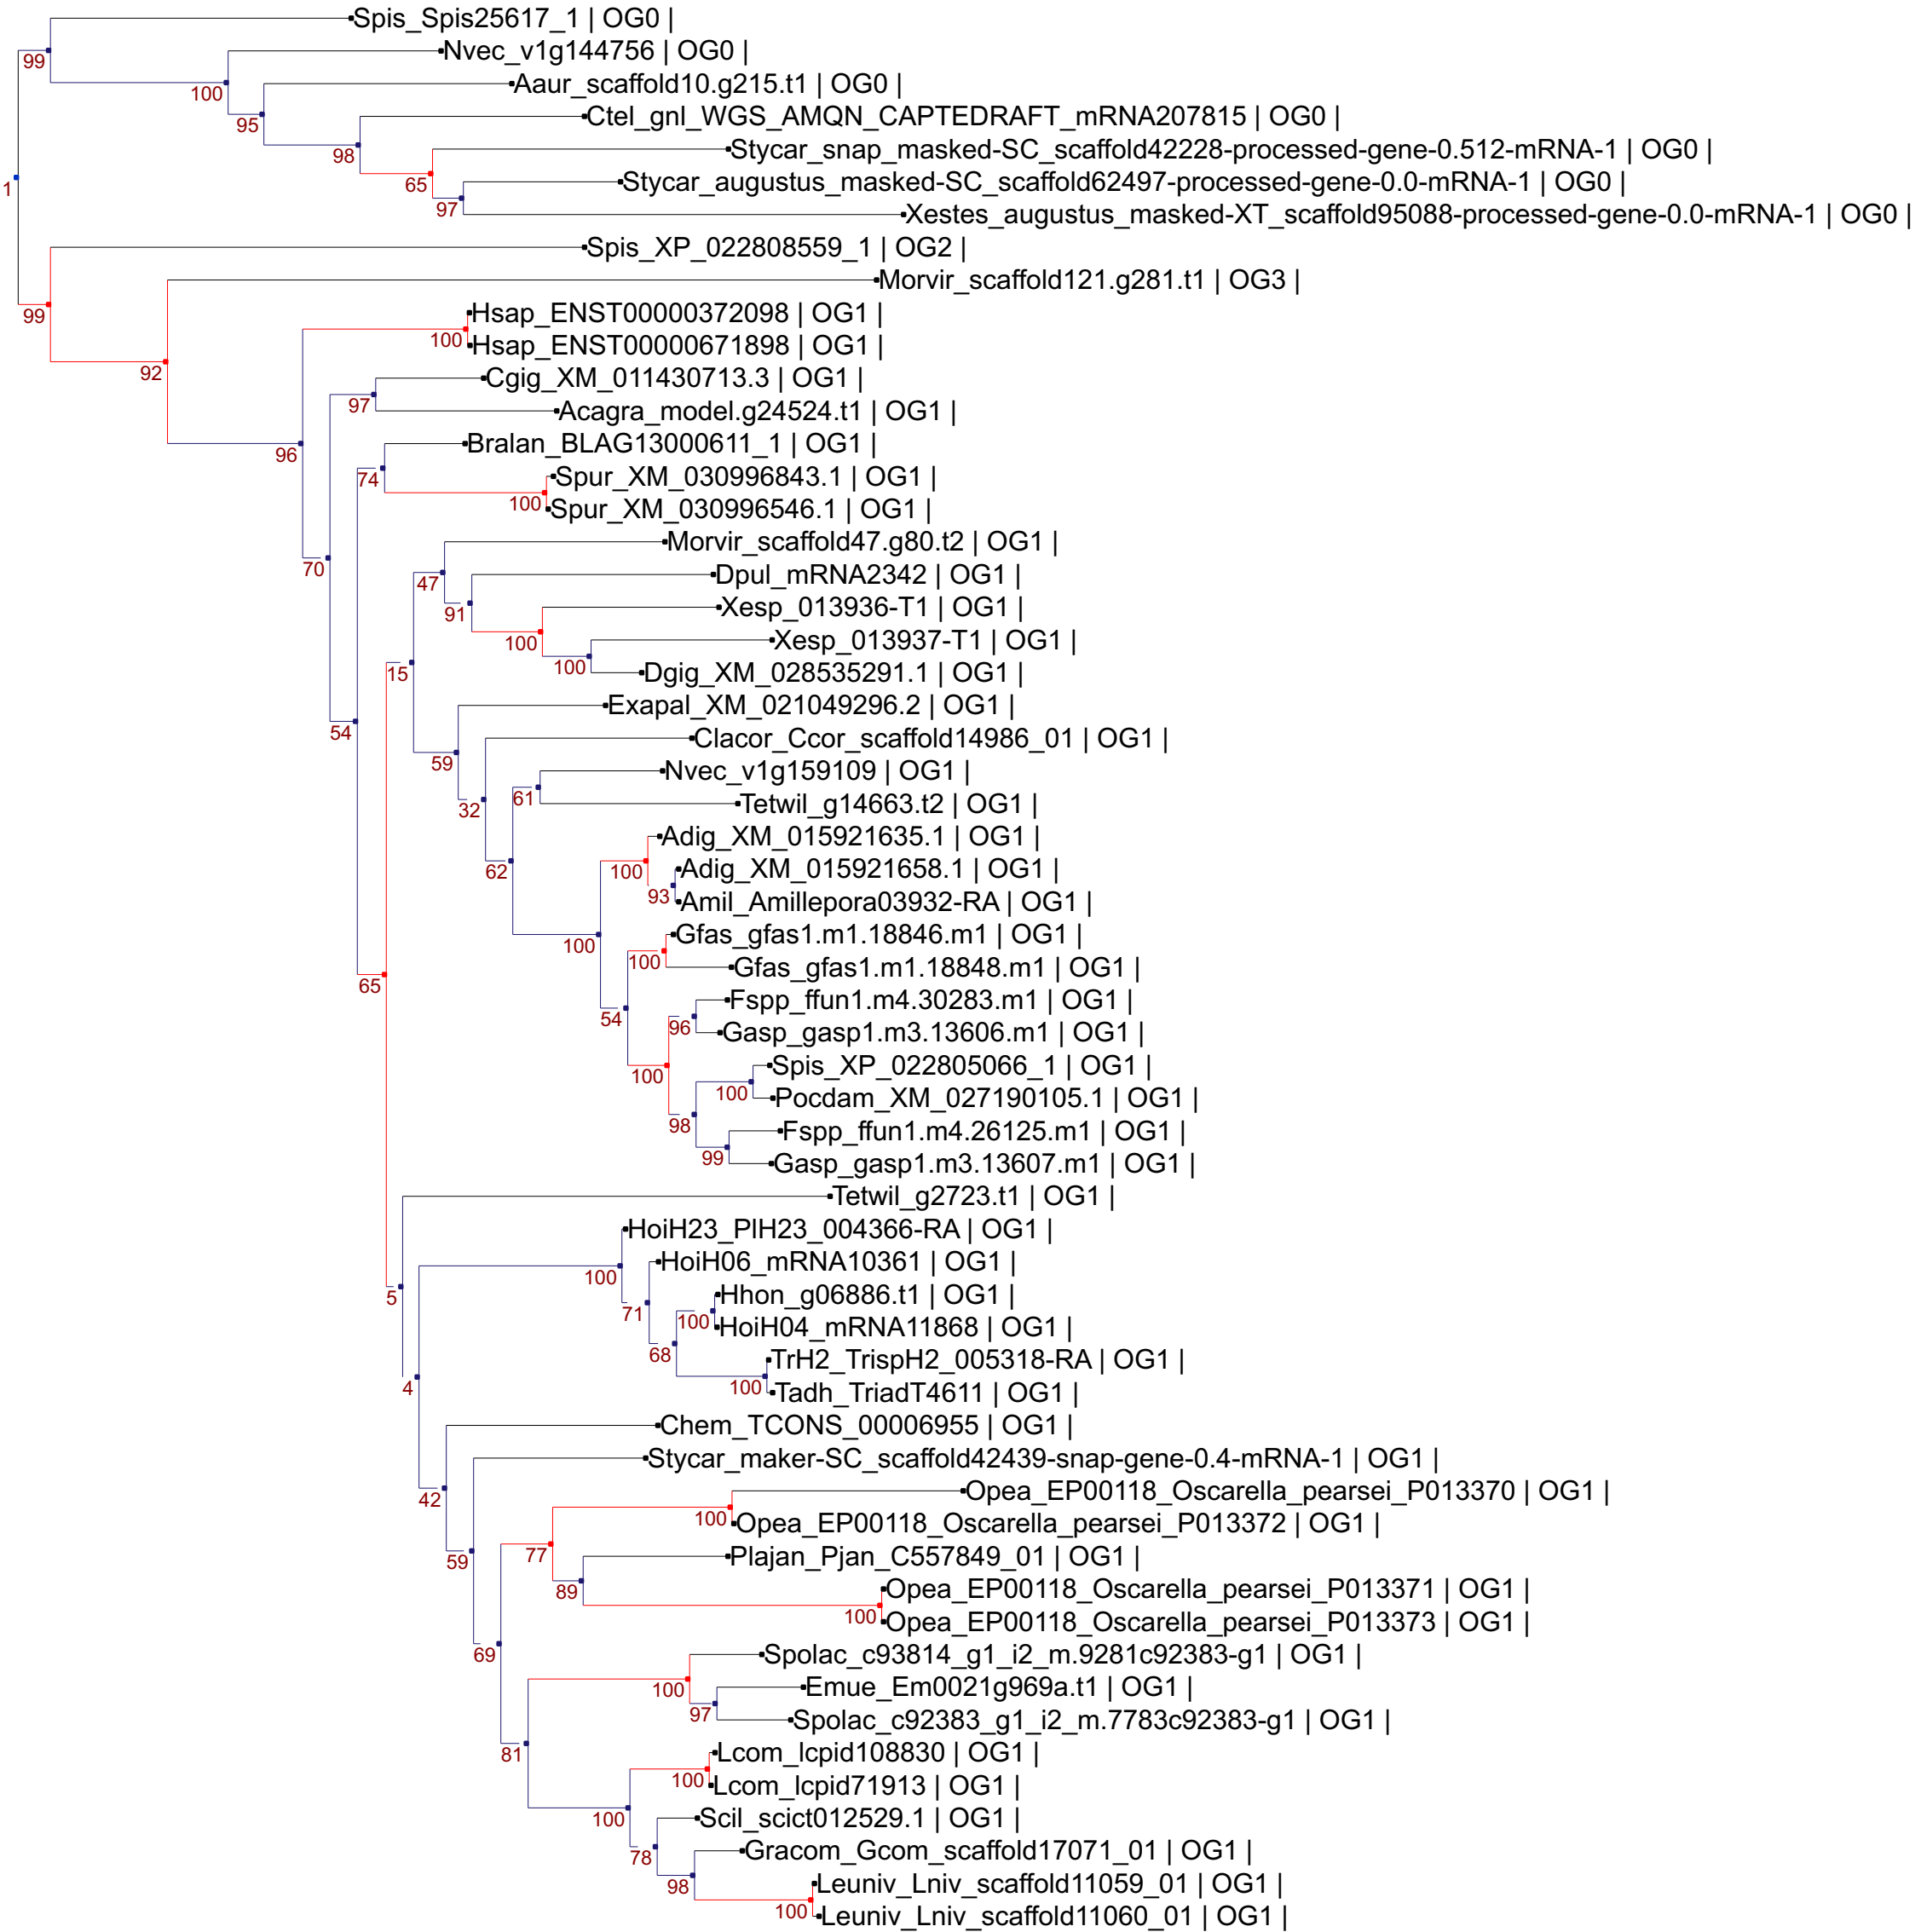 Spis_Spis25617_1 | OG0 |
99
Nvec_v1g144756 | OG0 |
100
Aaur_scaffold10.g215.t1 | OG0 |
95
Ctel_gnl_WGS_AMQN_CAPTEDRAFT_mRNA207815 | OG0 |
98
Stycar_snap_masked-SC_scaffold42228-processed-gene-0.512-mRNA-1 | OG0 |
65
Stycar_augustus_masked-SC_scaffold62497-processed-gene-0.0-mRNA-1 | OG0 |
1
97
Xestes_augustus_masked-XT_scaffold95088-processed-gene-0.0-mRNA-1 | OG0 |
Spis_XP_022808559_1 | OG2 |
Morvir_scaffold121.g281.t1 | OG3 |
99
Hsap_ENST00000372098 | OG1 |
100
Hsap_ENST00000671898 | OG1 |
92
Cgig_XM_011430713.3 | OG1 |
97
Acagra_model.g24524.t1 | OG1 |
Bralan_BLAG13000611_1 | OG1 |
96
74
Spur_XM_030996843.1 | OG1 |
100
Spur_XM_030996546.1 | OG1 |
Morvir_scaffold47.g80.t2 | OG1 |
70
47
Dpul_mRNA2342 | OG1 |
91
Xesp_013936-T1 | OG1 |
100
Xesp_013937-T1 | OG1 |
100
15
Dgig_XM_028535291.1 | OG1 |
Exapal_XM_021049296.2 | OG1 |
54
Clacor_Ccor_scaffold14986_01 | OG1 |
59
Nvec_v1g159109 | OG1 |
61
32
Tetwil_g14663.t2 | OG1 |
Adig_XM_015921635.1 | OG1 |
100
62
Adig_XM_015921658.1 | OG1 |
93
Amil_Amillepora03932-RA | OG1 |
Gfas_gfas1.m1.18846.m1 | OG1 |
100
100
Gfas_gfas1.m1.18848.m1 | OG1 |
65
Fspp_ffun1.m4.30283.m1 | OG1 |
54
96
Gasp_gasp1.m3.13606.m1 | OG1 |
Spis_XP_022805066_1 | OG1 |
100
100
Pocdam_XM_027190105.1 | OG1 |
98
Fspp_ffun1.m4.26125.m1 | OG1 |
99
Gasp_gasp1.m3.13607.m1 | OG1 |
Tetwil_g2723.t1 | OG1 |
HoiH23_PlH23_004366-RA | OG1 |
HoiH06_mRNA10361 | OG1 |
100
5
Hhon_g06886.t1 | OG1 |
71
100
HoiH04_mRNA11868 | OG1 |
68
TrH2_TrispH2_005318-RA | OG1 |
4
100
Tadh_TriadT4611 | OG1 |
Chem_TCONS_00006955 | OG1 |
Stycar_maker-SC_scaffold42439-snap-gene-0.4-mRNA-1 | OG1 |
Opea_EP00118_Oscarella_pearsei_P013370 | OG1 |
42
100
Opea_EP00118_Oscarella_pearsei_P013372 | OG1 |
77
Plajan_Pjan_C557849_01 | OG1 |
59
89
Opea_EP00118_Oscarella_pearsei_P013371 | OG1 |
100
Opea_EP00118_Oscarella_pearsei_P013373 | OG1 |
69
Spolac_c93814_g1_i2_m.9281c92383-g1 | OG1 |
100
Emue_Em0021g969a.t1 | OG1 |
97
Spolac_c92383_g1_i2_m.7783c92383-g1 | OG1 |
81
Lcom_lcpid108830 | OG1 |
100
Lcom_lcpid71913 | OG1 |
100
Scil_scict012529.1 | OG1 |
78
Gracom_Gcom_scaffold17071_01 | OG1 |
98
Leuniv_Lniv_scaffold11059_01 | OG1 |
100
Leuniv_Lniv_scaffold11060_01 | OG1 |